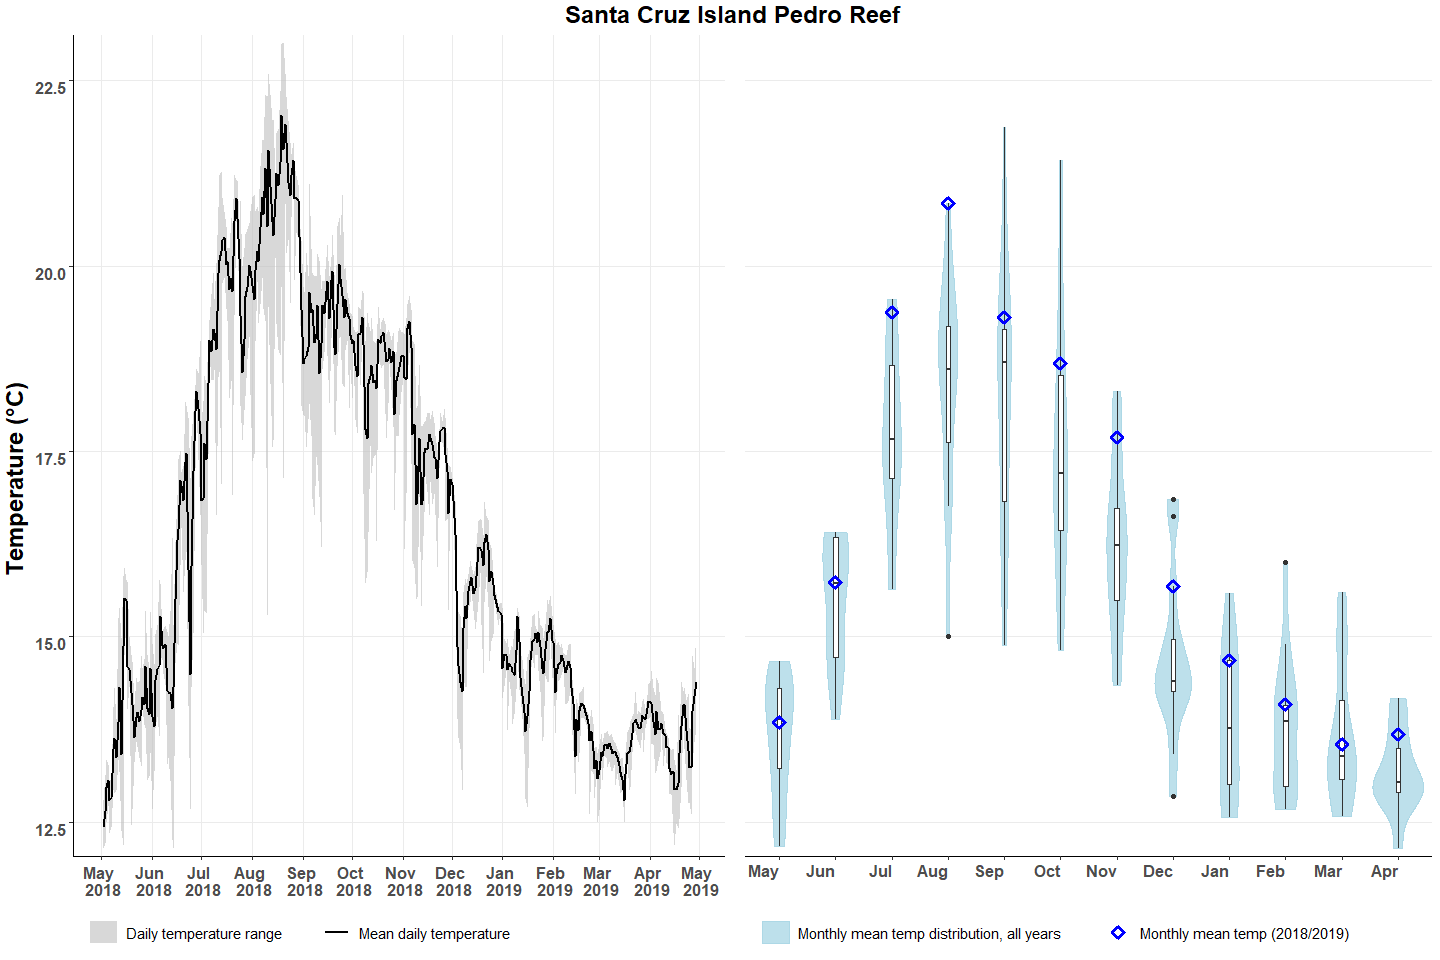 Santa Cruz Island Pedro Reef
Temperature (°C)
22.5
20.0
17.5
15.0
12.5
May Jun Jul Aug Sep Oct Nov Dec Jan Feb Mar Apr May
2018 2018 2018 2018 2018 2018 2018 2018 2019 2019 2019 2019 2019
May Jun Jul Aug Sep Oct Nov Dec Jan Feb Mar Apr
Daily temperature range Mean daily temperature
Monthly mean temp distribution, all years Monthly mean temp (2018/2019)